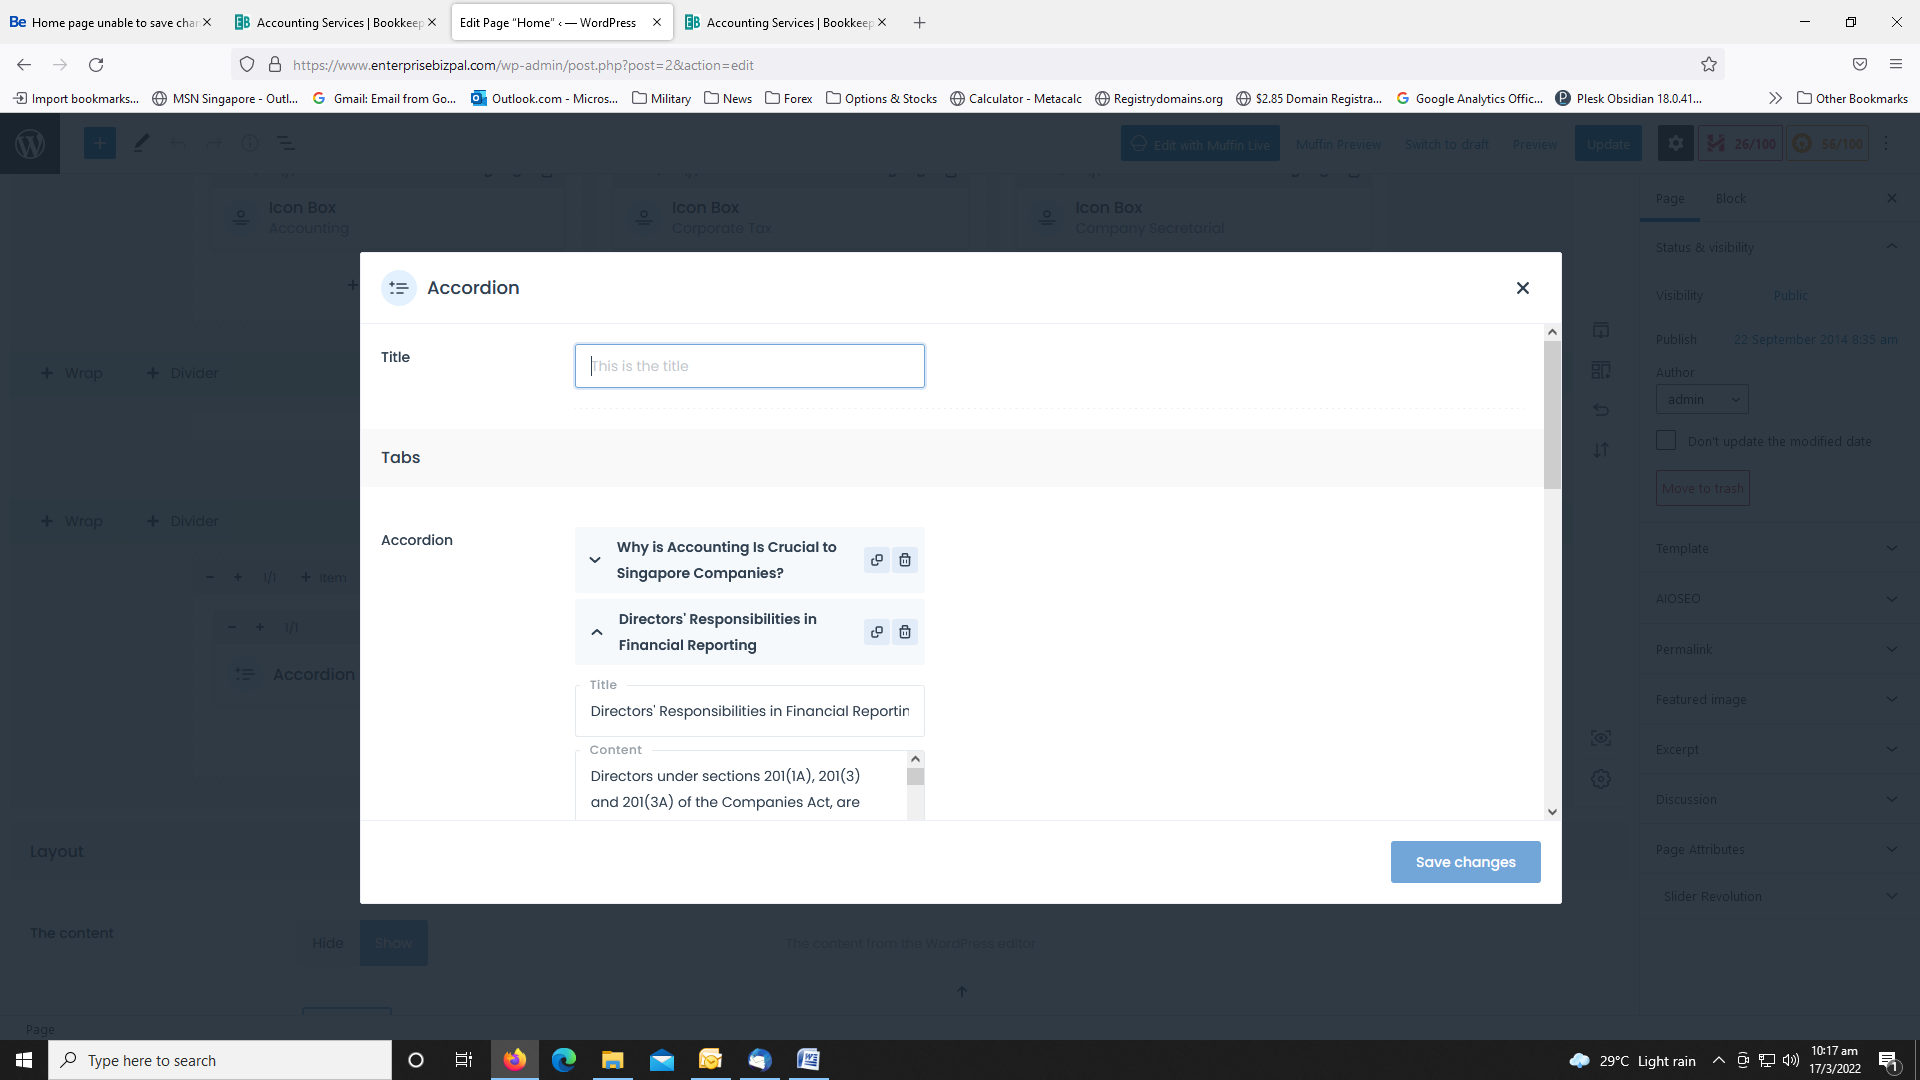 Home page unable to save cha
Accounting Services | Bookkeep
Edit Page “Home” ‹ — WordPress
Accounting Services | Bookkeep
https://www.enterprisebizpal.com/wp-admin/post.php?post=2&action=edit
Import bookmarks...
MSN Singapore - Outl...
Gmail: Email from Go...
Outlook.com - Micros...
Military
News
Forex
Options & Stocks
Calculator - Metacalc
Registrydomains.org
$2.85 Domain Registra...
Google Analytics Offic...
Plesk Obsidian 18.0.41...
Other Bookmarks
Edit with Muffin Live
Muffin Preview
Switch to draft
Preview
Update
26/100
56/100
Icon Box
Accounting
Icon Box
Corporate Tax
Icon Box
Company Secretarial
Page
Block
Status & visibility
Visibility
Public
Publish
22 September 2014 8:35 am
Author
admin
Don't update the modified date
Move to trash
Template
AIOSEO
Permalink
Featured image
Excerpt
Discussion
Page Attributes
Slider Revolution
+ Wrap
+ Divider
+ Wrap
+ Divider
1/1
+ Item
1/1
Accordion
Accordion
Title
This is the title
Tabs
Accordion
Why is Accounting Is Crucial to
Singapore Companies?
Directors' Responsibilities in
Financial Reporting
Title
Directors' Responsibilities in Financial Reportin
Content
Directors under sections 201(1A), 201(3)
and 201(3A) of the Companies Act, are
Save changes
Layout
The content
Hide
Show
The content from the WordPress editor
Page
Type here to search
29°C Light rain
10:17 am
17/3/2022
1